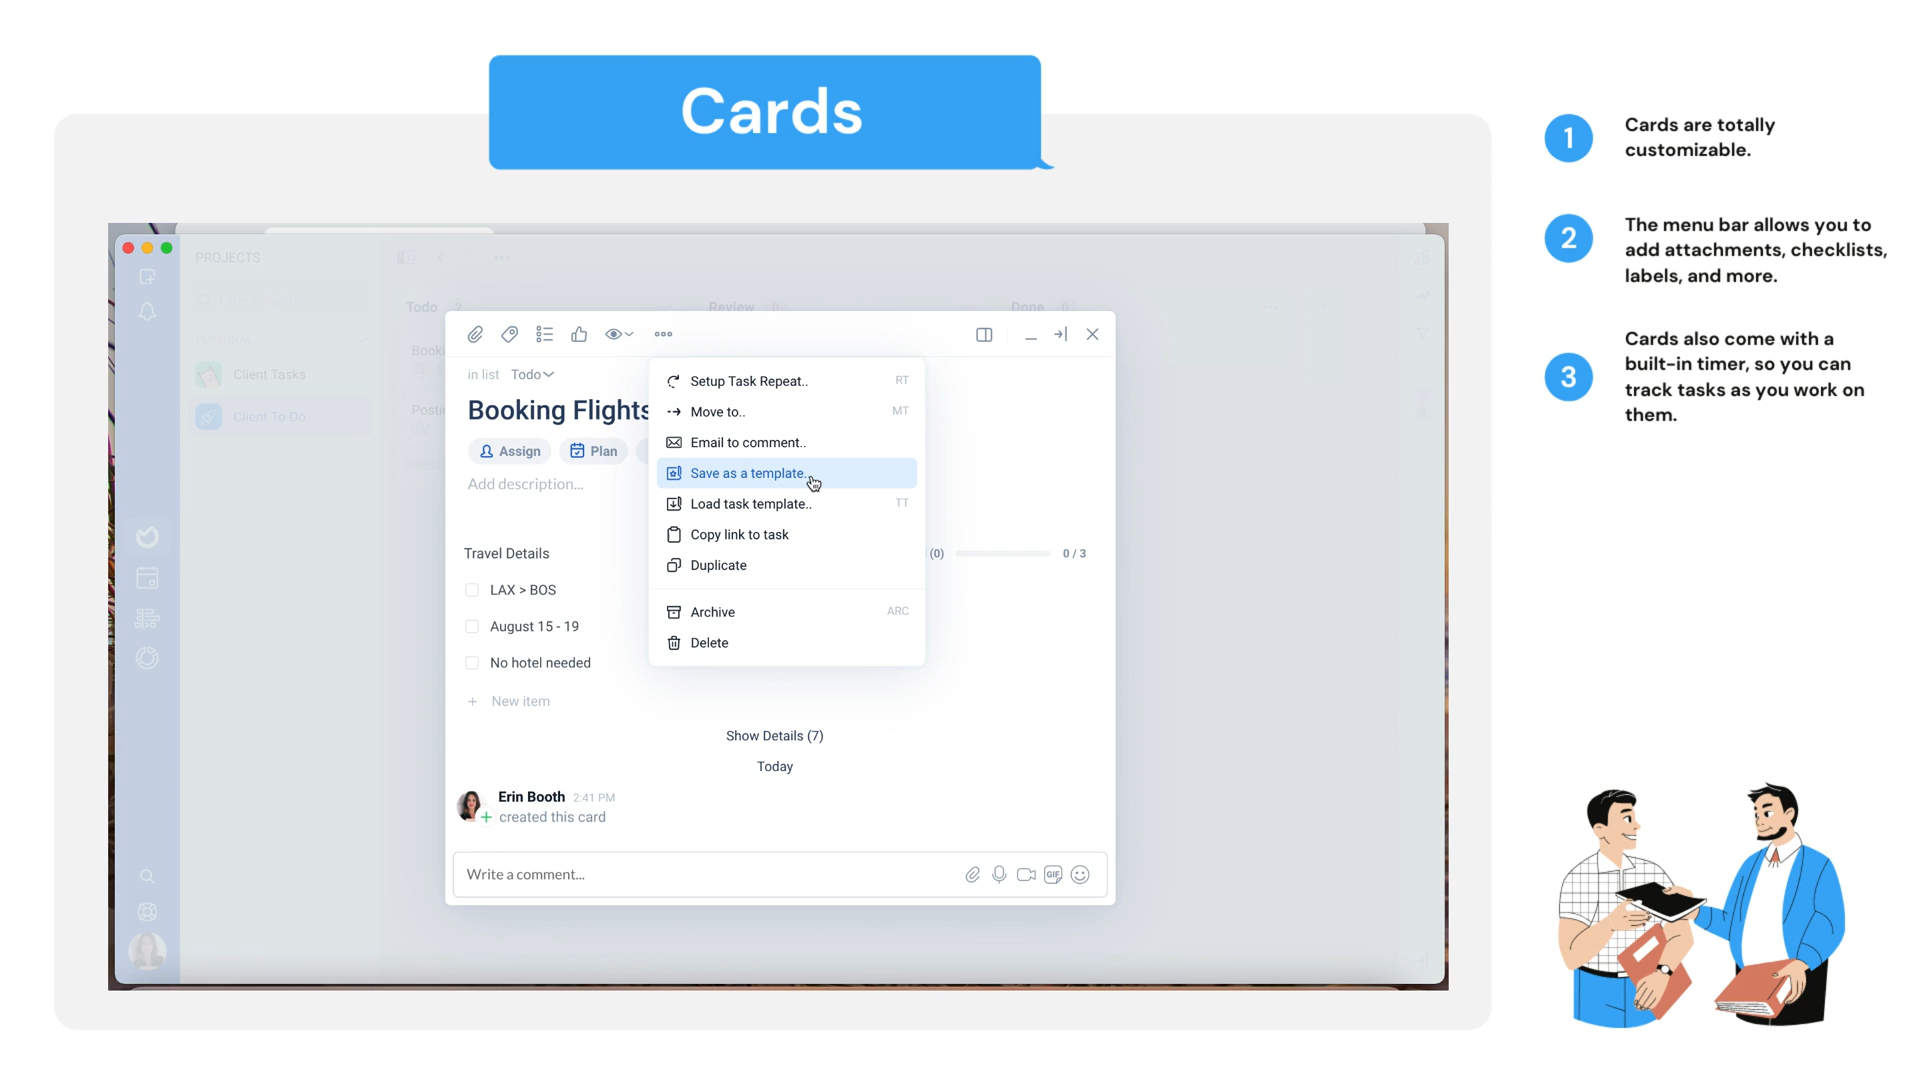 Cards
1
Cards are totally
customizable.
2
The menu bar allows you to
add attachments, checklists,
labels, and more.
3
Cards also come with a
built-in timer, so you can
track tasks as you work on
them.
PROJECTS
PERSONAL
Client Tasks
Client To-Do
Todo 2
Review 0
Done 0
in list Todo
Booking Flights
Assign
Plan
Add description...
Setup Task Repeat.. RT
Move to.. MT
Email to comment..
Save as a template..
Load task template.. TT
Copy link to task
Duplicate
Archive ARC
Delete
Travel Details
(0)
0 / 3
LAX > BOS
August 15 - 19
No hotel needed
+ New item
Show Details (7)
Today
Erin Booth 2:41 PM
+ created this card
Write a comment...
GIF